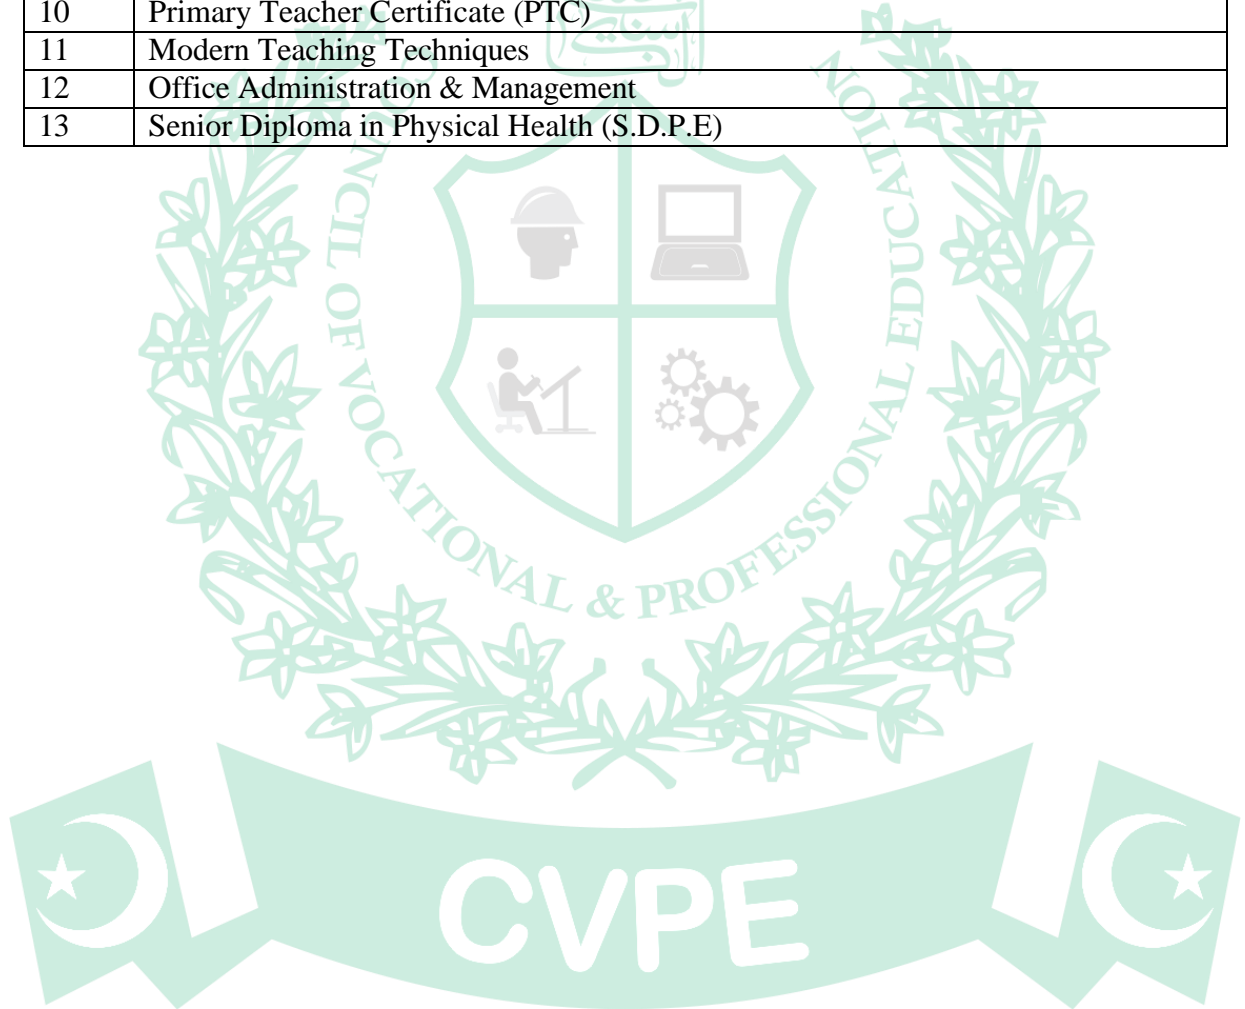 10 Primary Teacher Certificate (PTC)
11 Modern Teaching Techniques
12 Office Administration & Management
13 Senior Diploma in Physical Health (S.D.P.E)
COUNCIL OF VOCATIONAL & PROFESSIONAL EDUCATION
CVPE